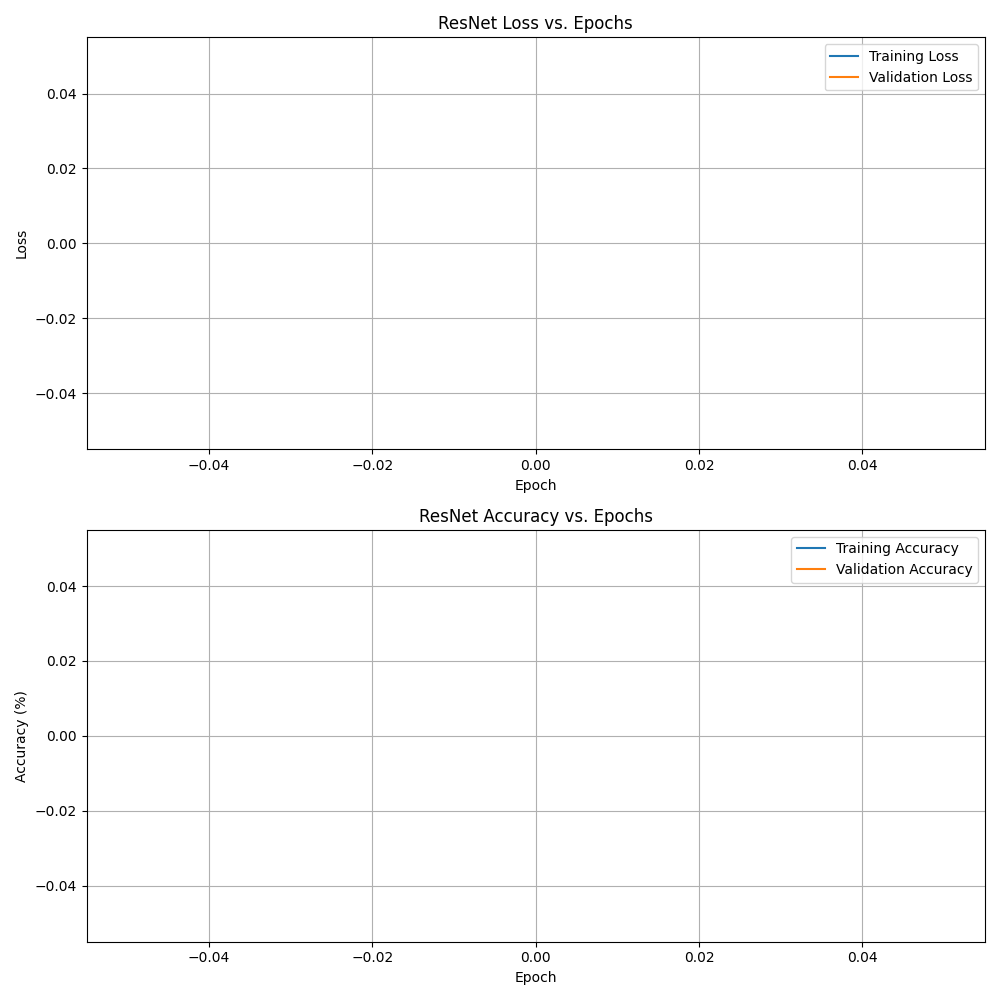 ResNet Loss vs. Epochs
Training Loss
Validation Loss
0.04
0.02
0.00
−0.02
−0.04
Loss
−0.04 −0.02 0.00 0.02 0.04
Epoch
ResNet Accuracy vs. Epochs
Training Accuracy
Validation Accuracy
0.04
0.02
0.00
−0.02
−0.04
Accuracy (%)
−0.04 −0.02 0.00 0.02 0.04
Epoch